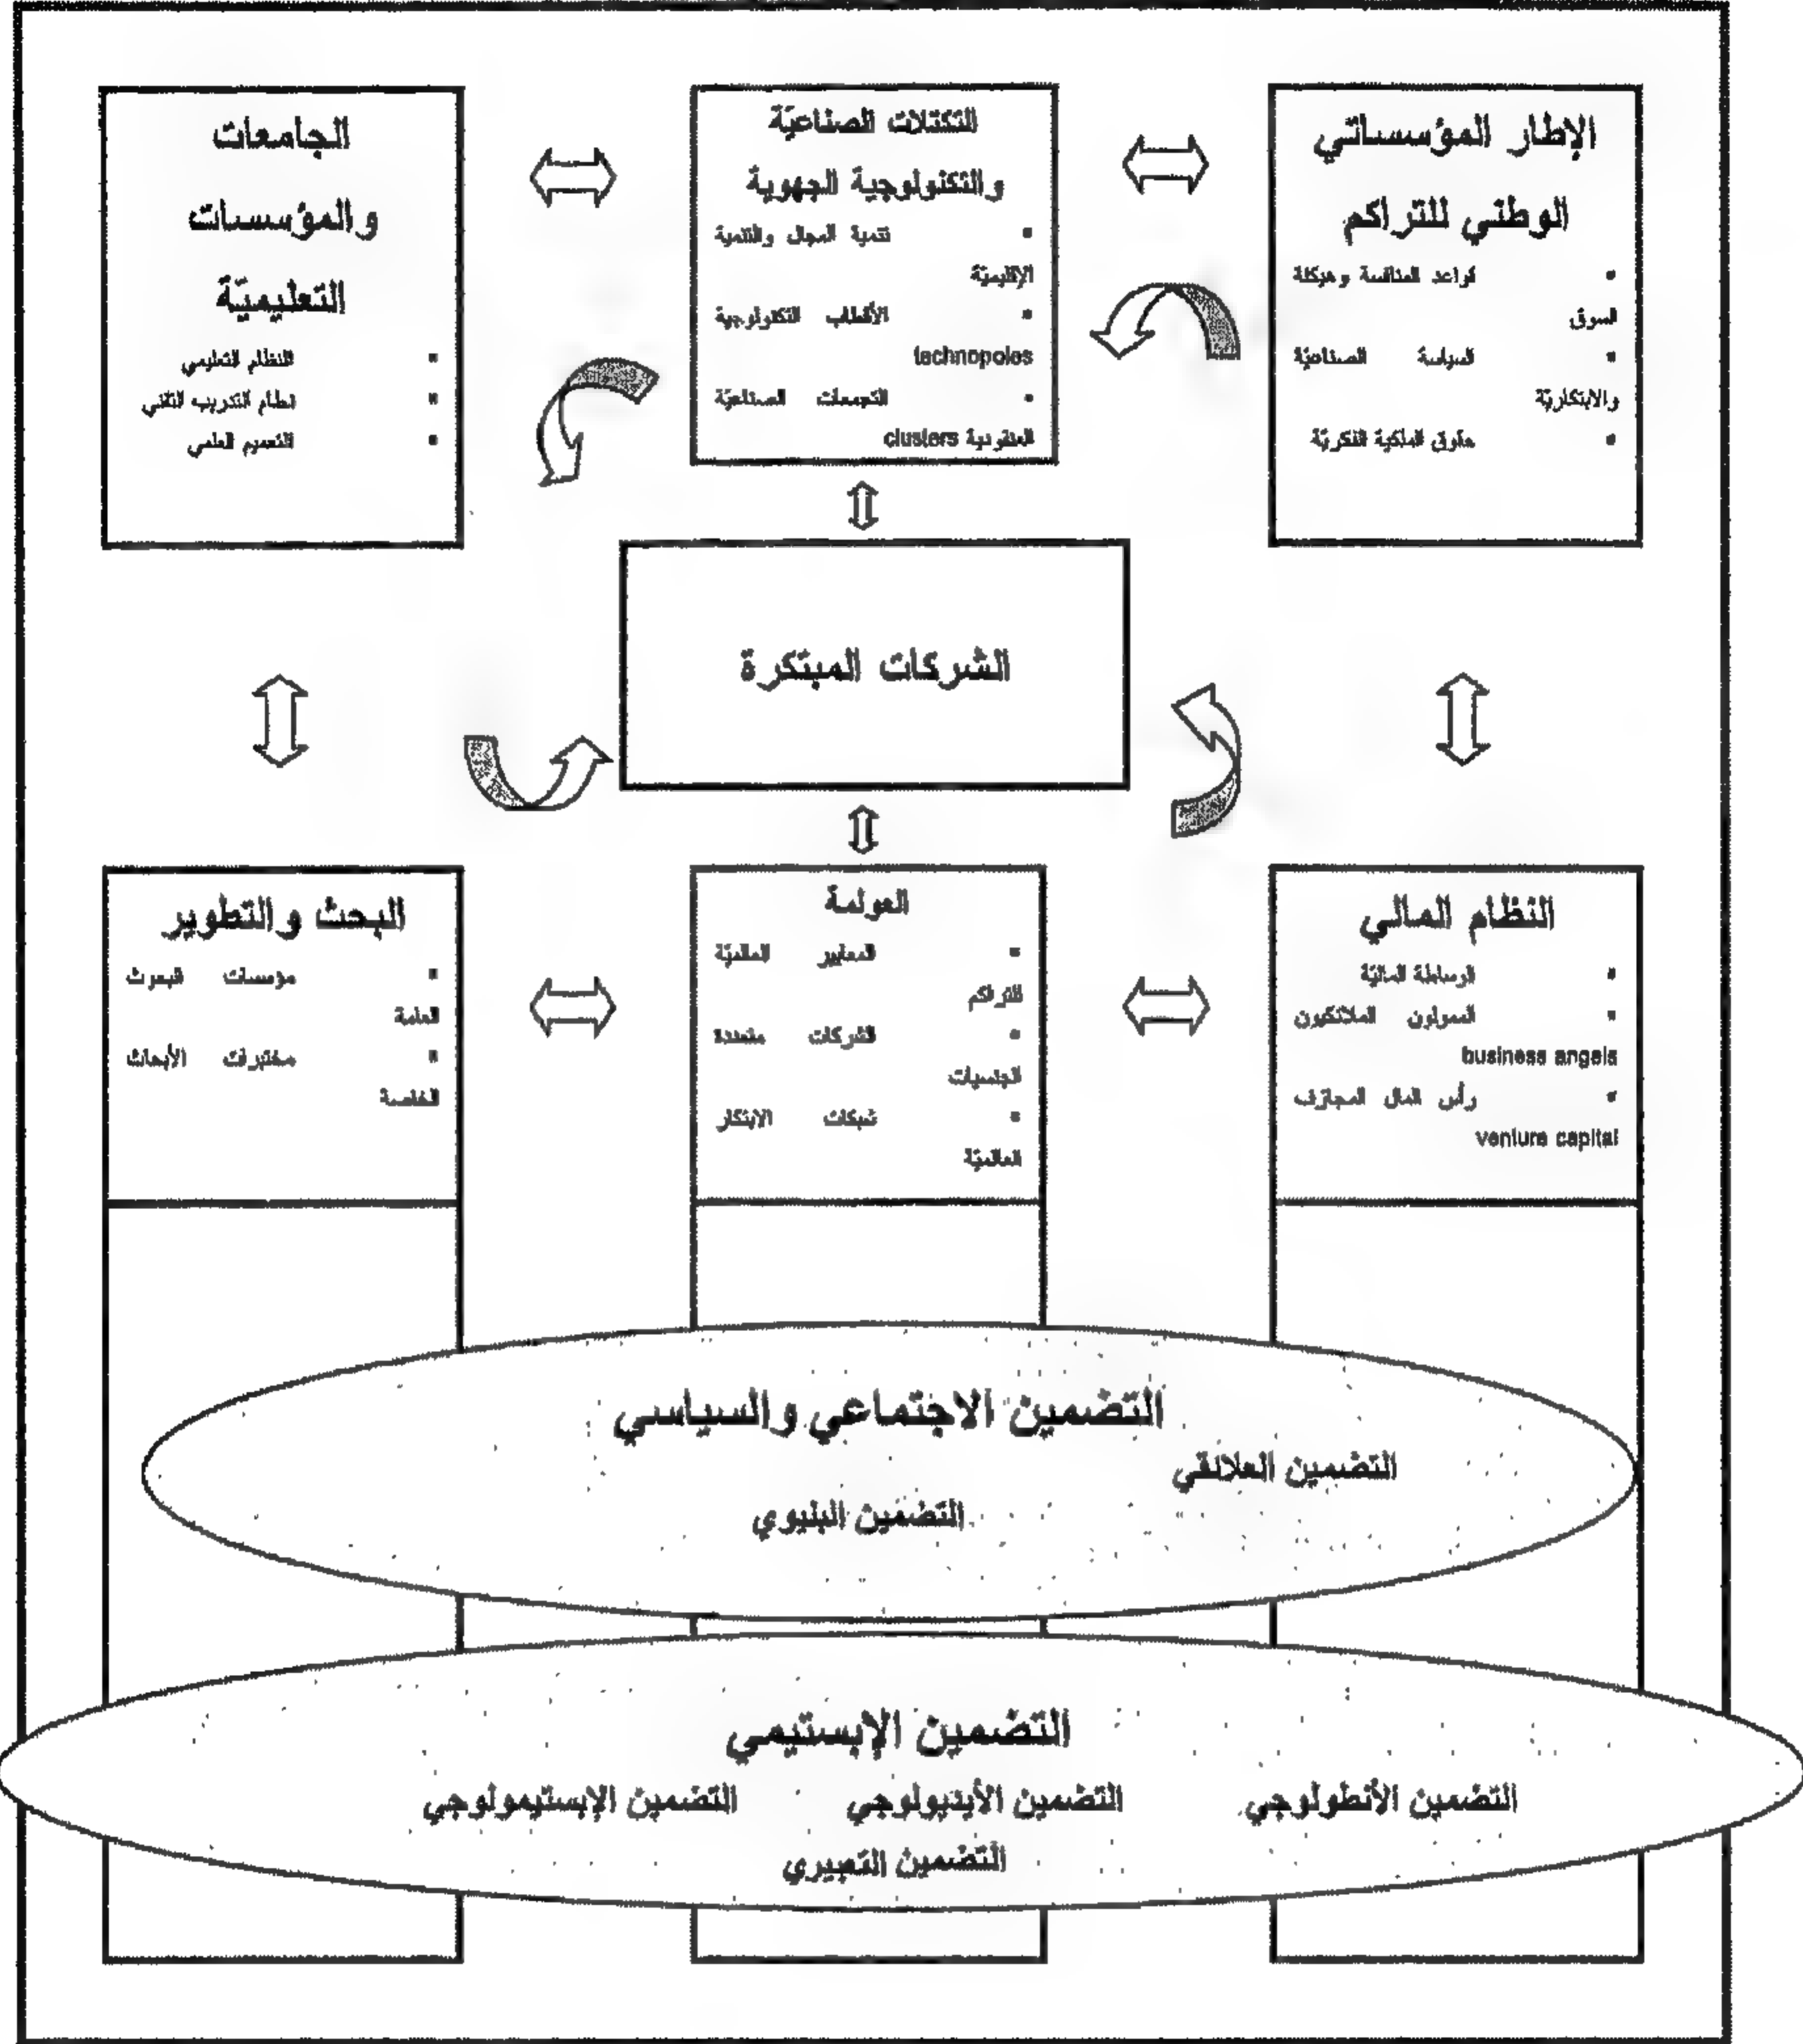 الإطار المؤسساتي
الوطني للتراكم
▪ قواعد المنافسة وهيكلة
السوق
▪ السياسة الصناعيّة
والابتكاريّة
▪ حقوق الملكية الفكريّة
التكتلات الصناعيّة
والتكنولوجية الجهوية
▪ تنمية المجال والتنمية
الإقليميّة
▪ الأقطاب التكنولوجية
technopoles
▪ التجمعات الصناعيّة
العنقودية clusters
الجامعات
والمؤسسات
التعليميّة
▪ النظام التعليمي
▪ نظام التدريب التقني
▪ التعميم العلمي
الشركات المبتكرة
النظام المالي
▪ الوساطة الماليّة
▪ الممولون الملائكيون
business angels
▪ رأس المال المجازف
venture capital
العولمة
▪ المعايير العالميّة
للتراكم
▪ الشركات متعددة
الجنسيات
▪ شبكات الابتكار
العالميّة
البحث والتطوير
▪ مؤسسات البحوث
العامة
▪ مختبرات الأبحاث
الخاصة
التضمين الاجتماعي والسياسي
التضمين العلائقي
التضمين البنيوي
التضمين الإبستيمي
التضمين الأنطولوجي التضمين الأيديولوجي التضمين الإبستيمولوجي
التضمين التعبيري